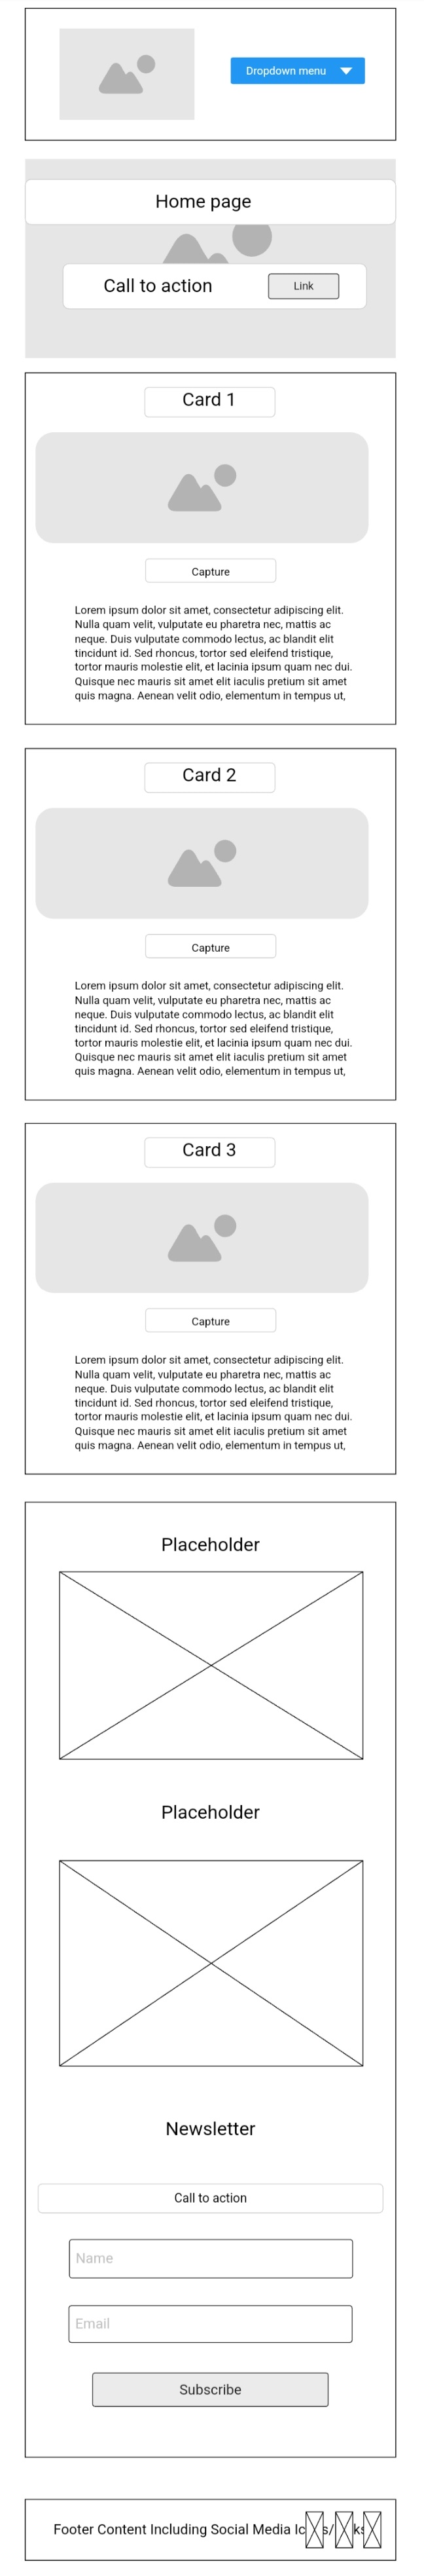 Dropdown menu
Home page
Call to action
Link
Card 1
Capture
Lorem ipsum dolor sit amet, consectetur adipiscing elit.
Nulla quam velit, vulputate eu pharetra nec, mattis ac
neque. Duis vulputate commodo lectus, ac blandit elit
tincidunt id. Sed rhoncus, tortor sed eleifend tristique,
tortor mauris molestie elit, et lacinia ipsum quam nec dui.
Quisque nec mauris sit amet elit iaculis pretium sit amet
quis magna. Aenean velit odio, elementum in tempus ut,
Card 2
Capture
Lorem ipsum dolor sit amet, consectetur adipiscing elit.
Nulla quam velit, vulputate eu pharetra nec, mattis ac
neque. Duis vulputate commodo lectus, ac blandit elit
tincidunt id. Sed rhoncus, tortor sed eleifend tristique,
tortor mauris molestie elit, et lacinia ipsum quam nec dui.
Quisque nec mauris sit amet elit iaculis pretium sit amet
quis magna. Aenean velit odio, elementum in tempus ut,
Card 3
Capture
Lorem ipsum dolor sit amet, consectetur adipiscing elit.
Nulla quam velit, vulputate eu pharetra nec, mattis ac
neque. Duis vulputate commodo lectus, ac blandit elit
tincidunt id. Sed rhoncus, tortor sed eleifend tristique,
tortor mauris molestie elit, et lacinia ipsum quam nec dui.
Quisque nec mauris sit amet elit iaculis pretium sit amet
quis magna. Aenean velit odio, elementum in tempus ut,
Placeholder
Placeholder
Newsletter
Call to action
Name
Email
Subscribe
Footer Content Including Social Media